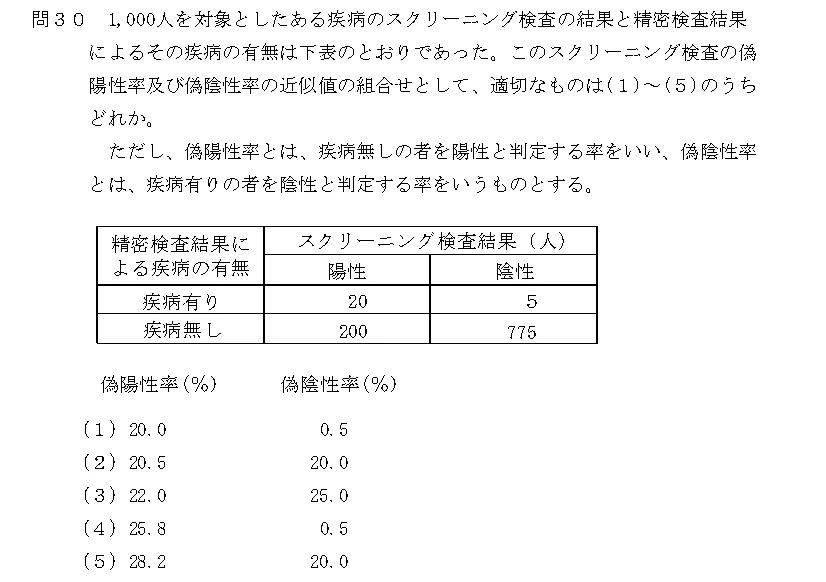 問３０　1,000人を対象としたある疾病のスクリーニング検査の結果と精密検査結果
によるその疾病の有無は下表のとおりであった。このスクリーニング検査の偽
陽性率及び偽陰性率の近似値の組合せとして、適切なものは(１)～(５)のうち
どれか。
ただし、偽陽性率とは、疾病無しの者を陽性と判定する率をいい、偽陰性率
とは、疾病有りの者を陰性と判定する率をいうものとする。
精密検査結果に
よる疾病の有無
スクリーニング検査結果（人）
陽性 陰性
疾病有り 20 5
疾病無し 200 775
偽陽性率(％) 偽陰性率(％)
(１) 20.0 0.5
(２) 20.5 20.0
(３) 22.0 25.0
(４) 25.8 0.5
(５) 28.2 20.0